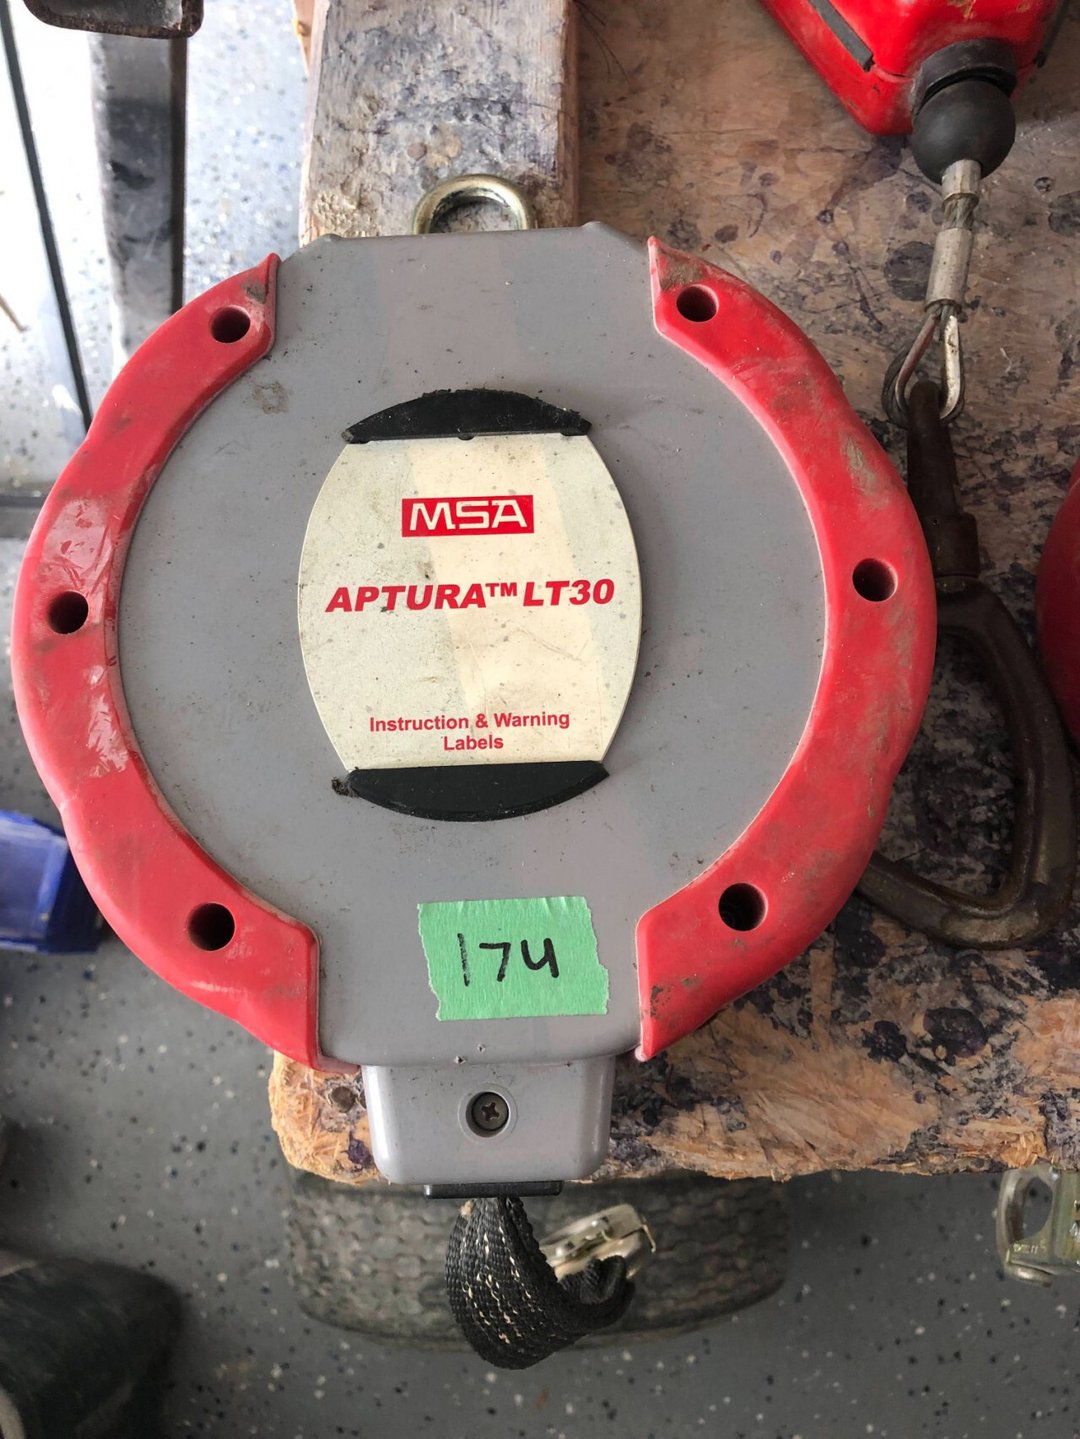 MSA
APTURA™ LT30
Instruction & Warning
Labels
174